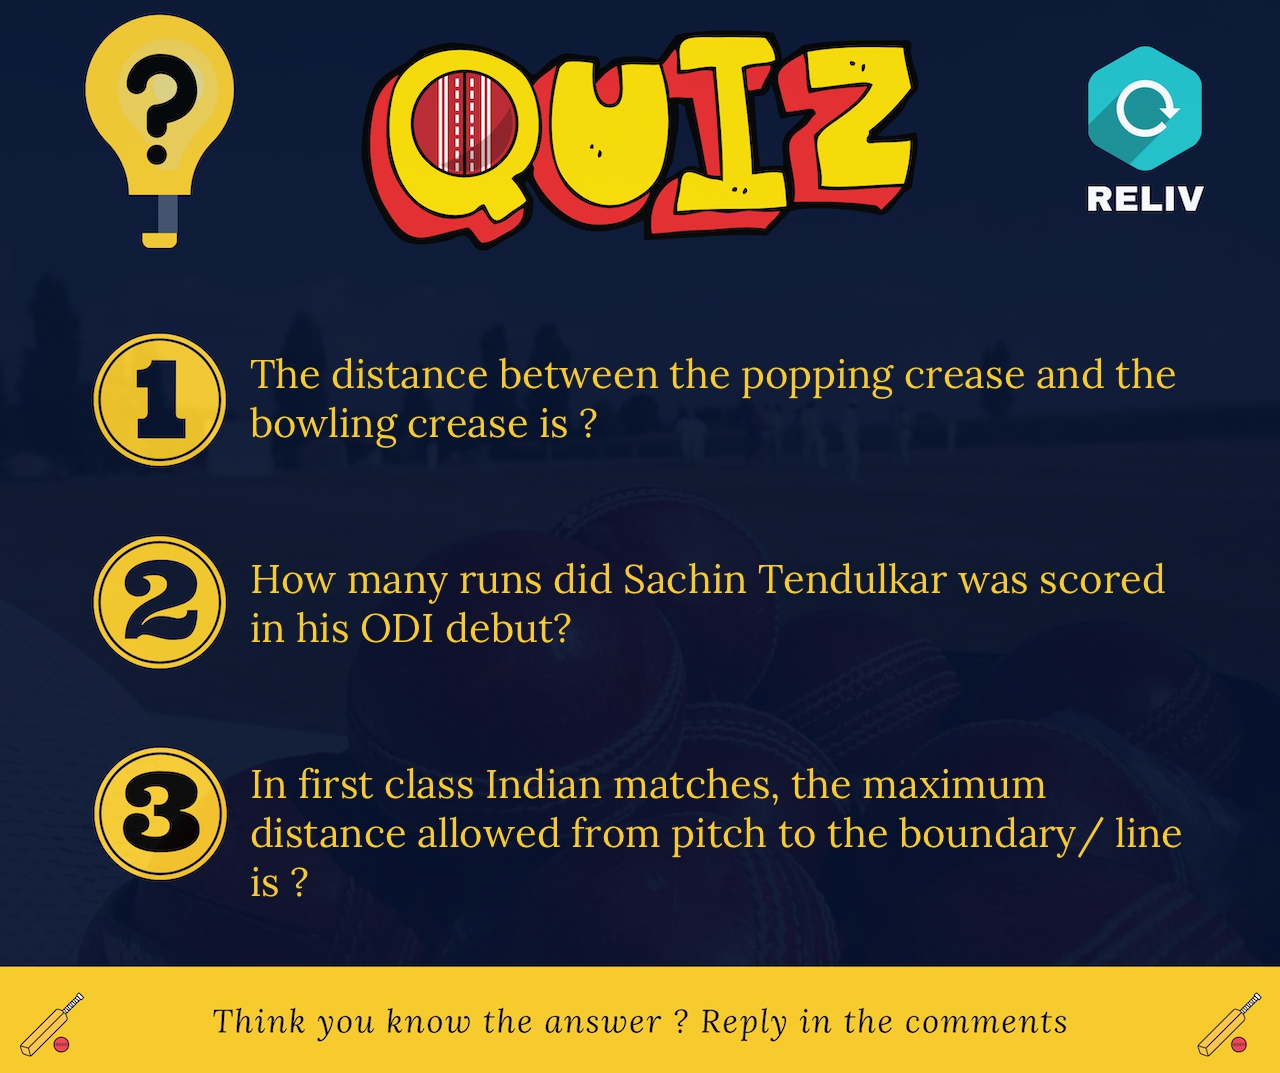 ?
QUIZ
RELIV
1
The distance between the popping crease and the
bowling crease is ?
2
How many runs did Sachin Tendulkar was scored
in his ODI debut?
3
In first class Indian matches, the maximum
distance allowed from pitch to the boundary/ line
is ?
Think you know the answer ? Reply in the comments